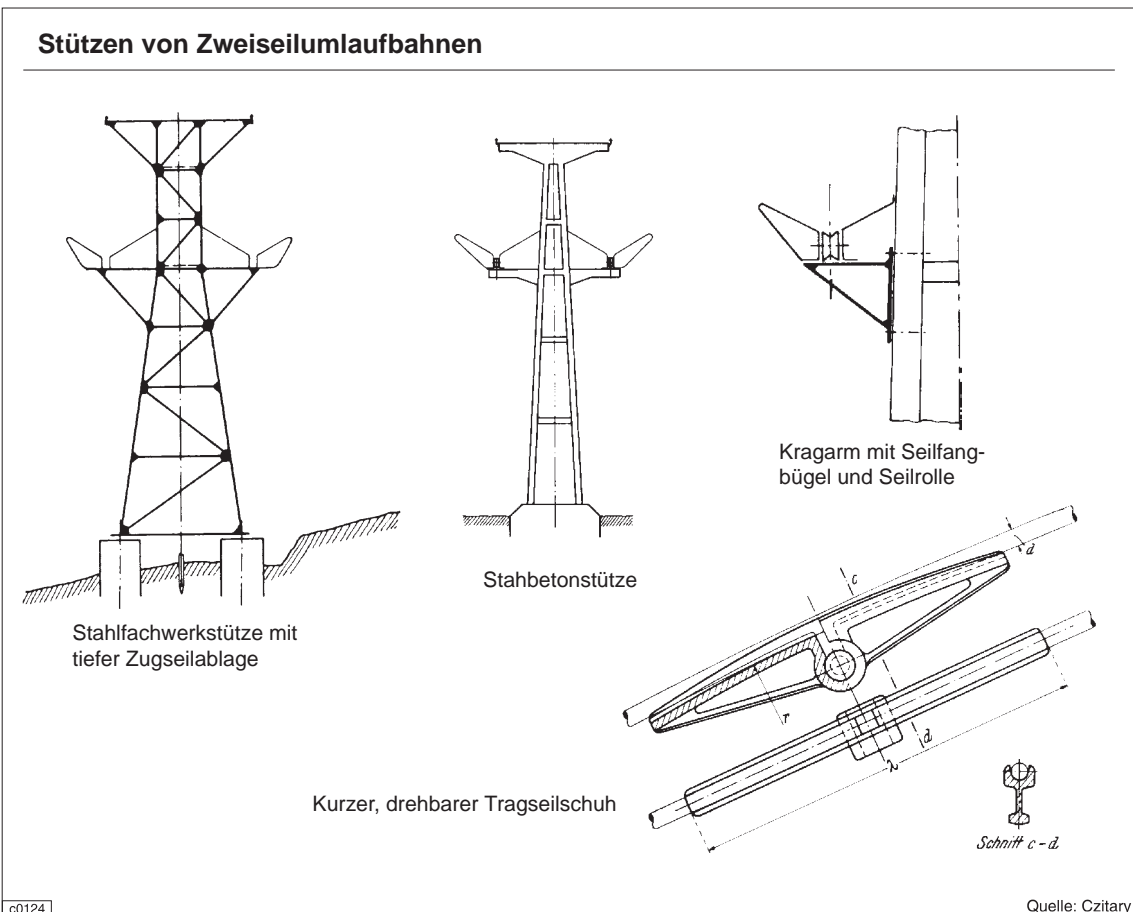 Stützen von Zweiseilumlaufbahnen
Kragarm mit Seilfang-
bügel und Seilrolle
Stahbetonstütze
Stahlfachwerkstütze mit
tiefer Zugseilablage
d
c
r
d
λ
Kurzer, drehbarer Tragseilschuh
Schnitt c-d
c0124
Quelle: Czitary